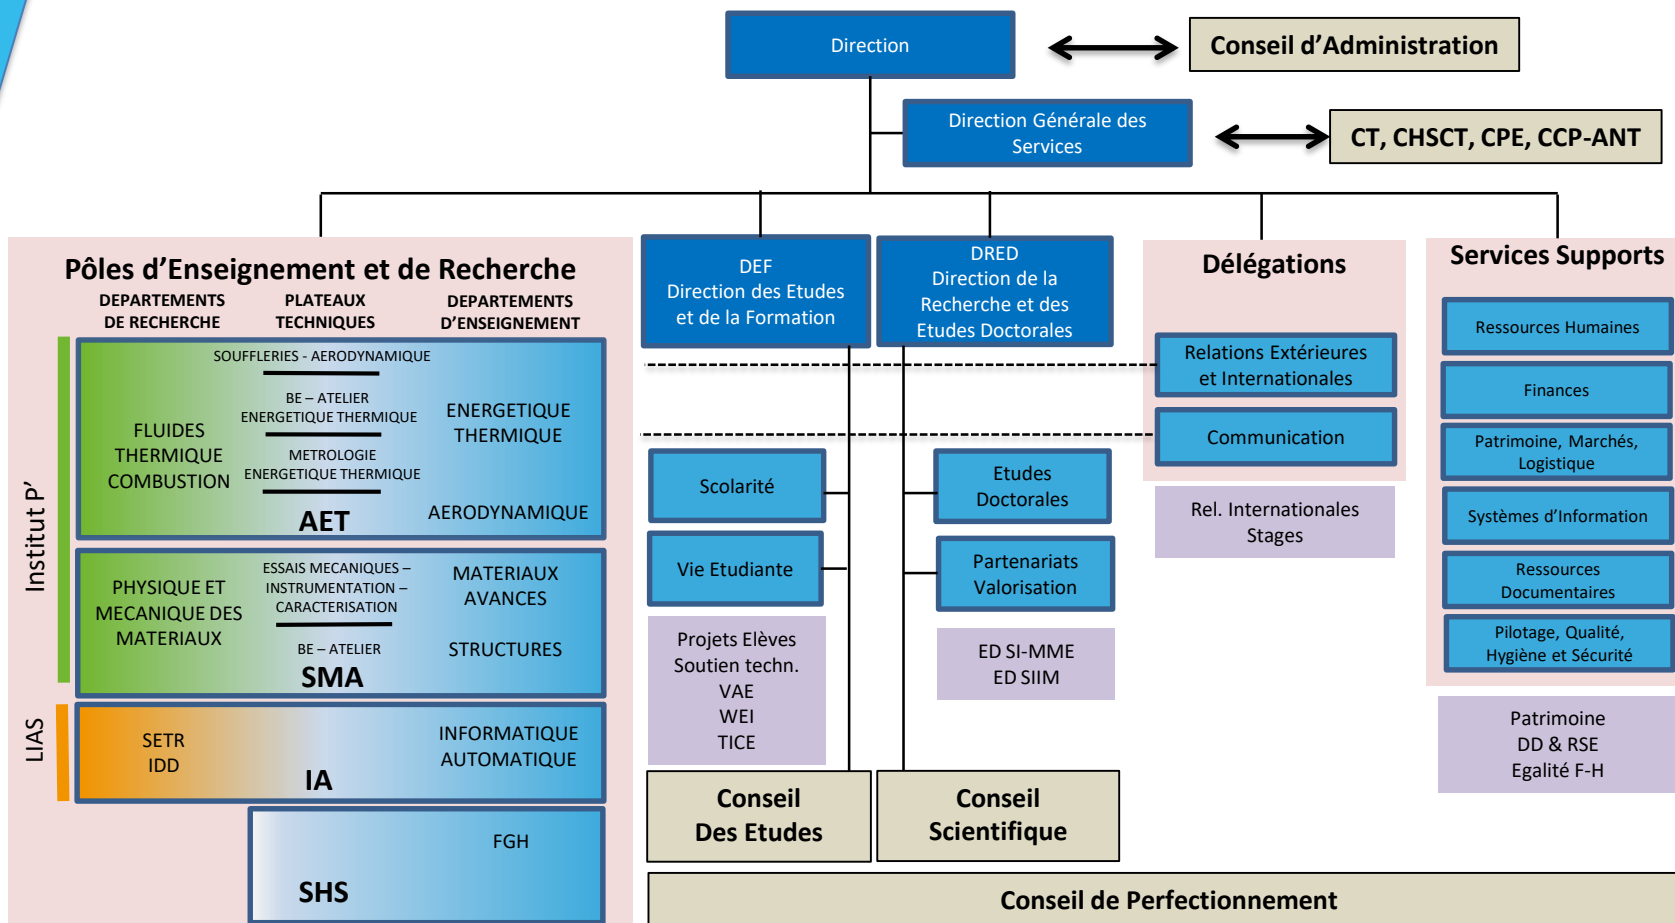 Direction
Conseil d’Administration
Direction Générale des
Services
CT, CHSCT, CPE, CCP-ANT
Pôles d’Enseignement et de Recherche
DEPARTEMENTS
DE RECHERCHE
PLATEAUX
TECHNIQUES
DEPARTEMENTS
D’ENSEIGNEMENT
Institut P’
SOUFFLERIES - AERODYNAMIQUE
BE – ATELIER
ENERGETIQUE THERMIQUE
METROLOGIE
ENERGETIQUE THERMIQUE
FLUIDES
THERMIQUE
COMBUSTION
ENERGETIQUE
THERMIQUE
AERODYNAMIQUE
AET
PHYSIQUE ET
MECANIQUE DES
MATERIAUX
ESSAIS MECANIQUES –
INSTRUMENTATION –
CARACTERISATION
BE – ATELIER
MATERIAUX
AVANCES
STRUCTURES
SMA
LIAS
SETR
IDD
INFORMATIQUE
AUTOMATIQUE
IA
FGH
SHS
DEF
Direction des Etudes
et de la Formation
Scolarité
Vie Etudiante
Projets Elèves
Soutien techn.
VAE
WEI
TICE
Conseil
Des Etudes
DRED
Direction de la
Recherche et des
Etudes Doctorales
Etudes
Doctorales
Partenariats
Valorisation
ED SI-MME
ED SIIM
Conseil
Scientifique
Délégations
Relations Extérieures
et Internationales
Communication
Rel. Internationales
Stages
Services Supports
Ressources Humaines
Finances
Patrimoine, Marchés,
Logistique
Systèmes d’Information
Ressources
Documentaires
Pilotage, Qualité,
Hygiène et Sécurité
Patrimoine
DD & RSE
Egalité F-H
Conseil de Perfectionnement